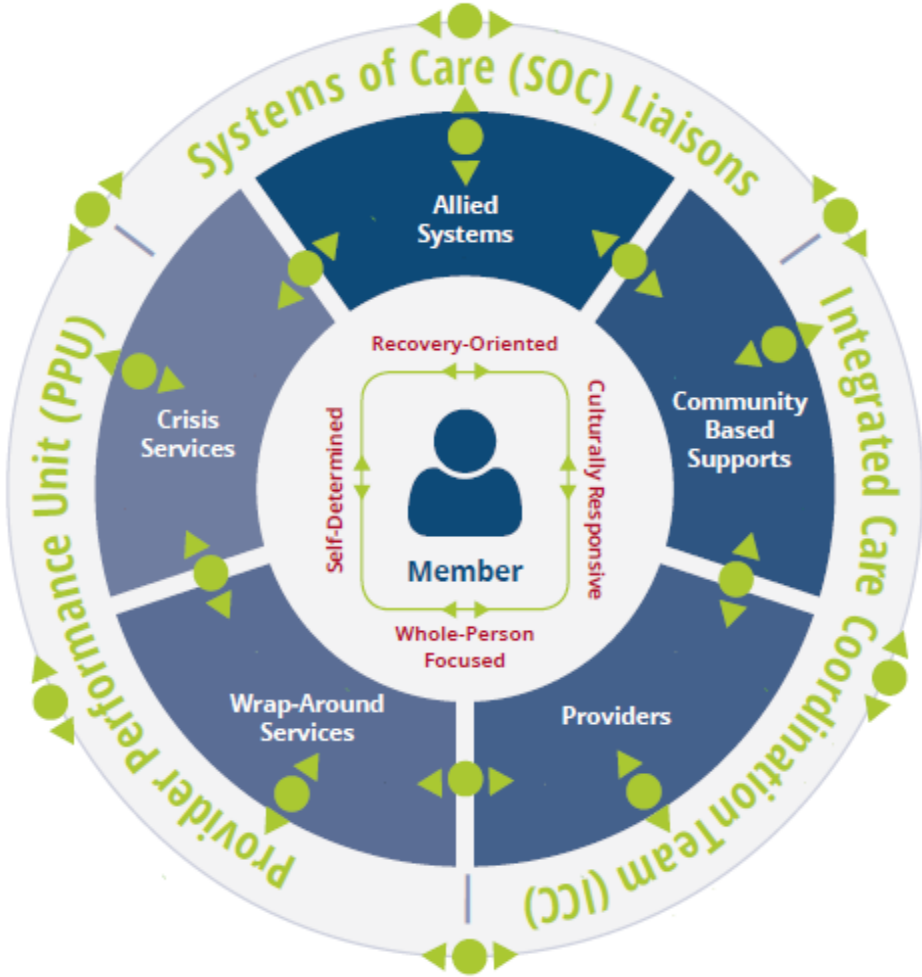 Systems of Care (SOC) Liaisons
Allied
Systems
Recovery-Oriented
Crisis
Services
Self-Determined
Culturally Responsive
Community
Based
Supports
Member
Whole-Person
Focused
Wrap-Around
Services
Providers
Provider Performance Unit (PPU)
Integrated Care Coordination Team (ICC)